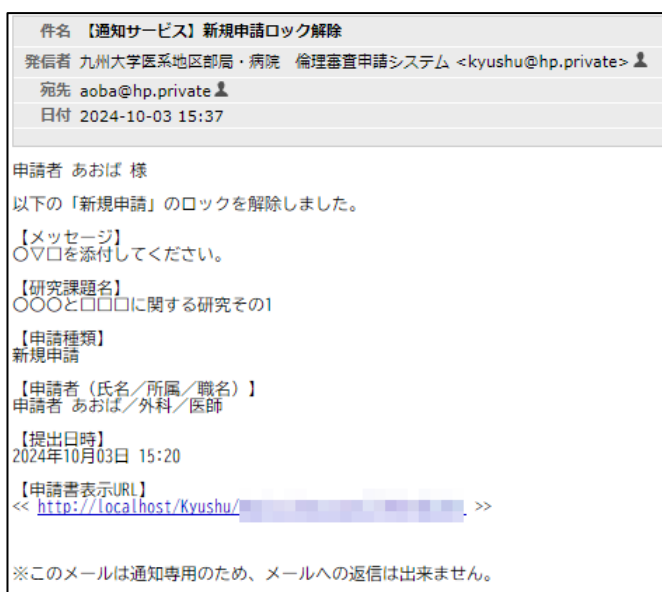 件名 【通知サービス】新規申請ロック解除
発信者 九州大学医系地区部局・病院 倫理審査申請システム <kyushu@hp.private>
宛先 aoba@hp.private
日付 2024-10-03 15:37
申請者 あおば 様
以下の「新規申請」のロックを解除しました。
【メッセージ】
〇▽□を添付してください。
【研究課題名】
〇〇〇と□□□に関する研究その1
【申請種類】
新規申請
【申請者（氏名／所属／職名）】
申請者 あおば／外科／医師
【提出日時】
2024年10月03日 15:20
【申請書表示URL】
<< http://localhost/Kyushu/ >>
※このメールは通知専用のため、メールへの返信は出来ません。